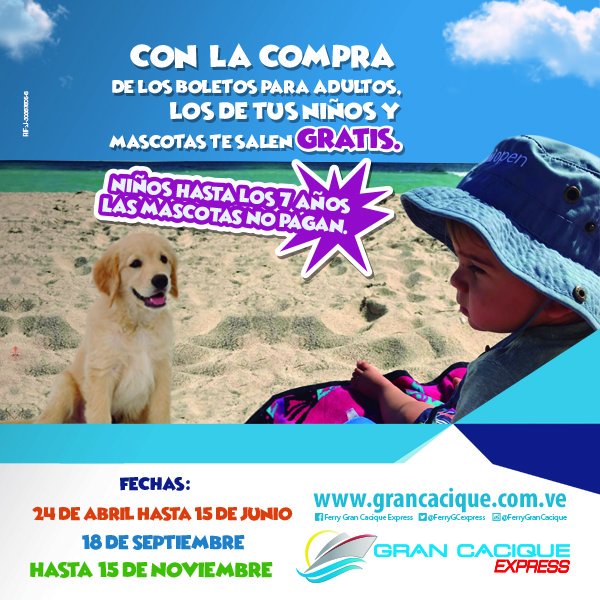 CON LA COMPRA
DE LOS BOLETOS PARA ADULTOS,
LOS DE TUS NIÑOS Y
MASCOTAS TE SALEN GRATIS.
NIÑOS HASTA LOS 7 AÑOS
LAS MASCOTAS NO PAGAN.
open
FECHAS:
24 DE ABRIL HASTA 15 DE JUNIO
18 DE SEPTIEMBRE
HASTA 15 DE NOVIEMBRE
www.grancacique.com.ve
Ferry Gran Cacique Express @FerryGCexpress @FerryGranCacique
GRAN CACIQUE
EXPRESS